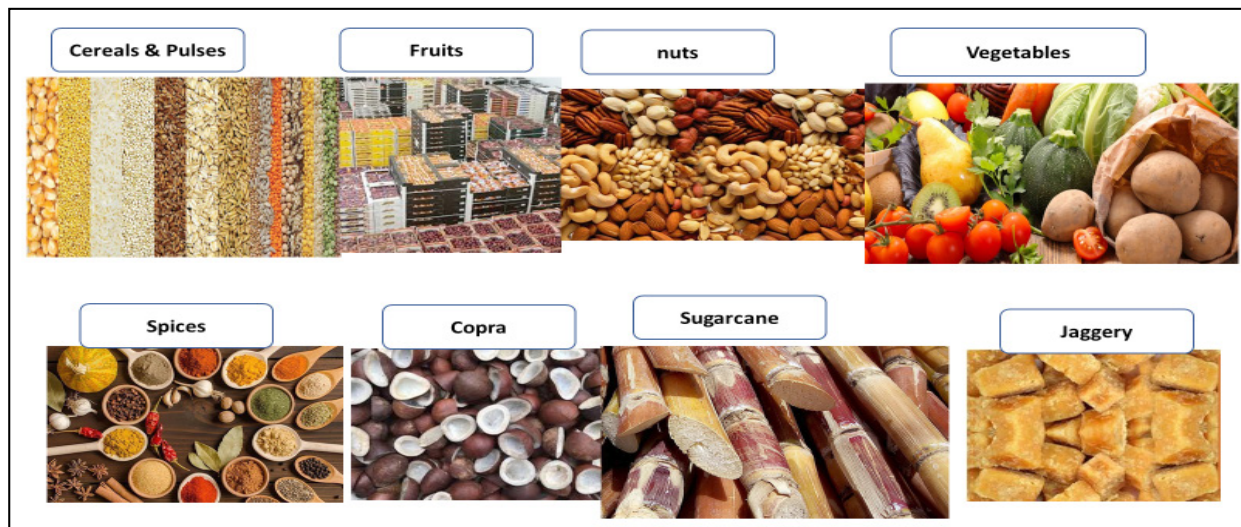 Cereals & Pulses
Fruits
nuts
Vegetables
Spices
Copra
Sugarcane
Jaggery